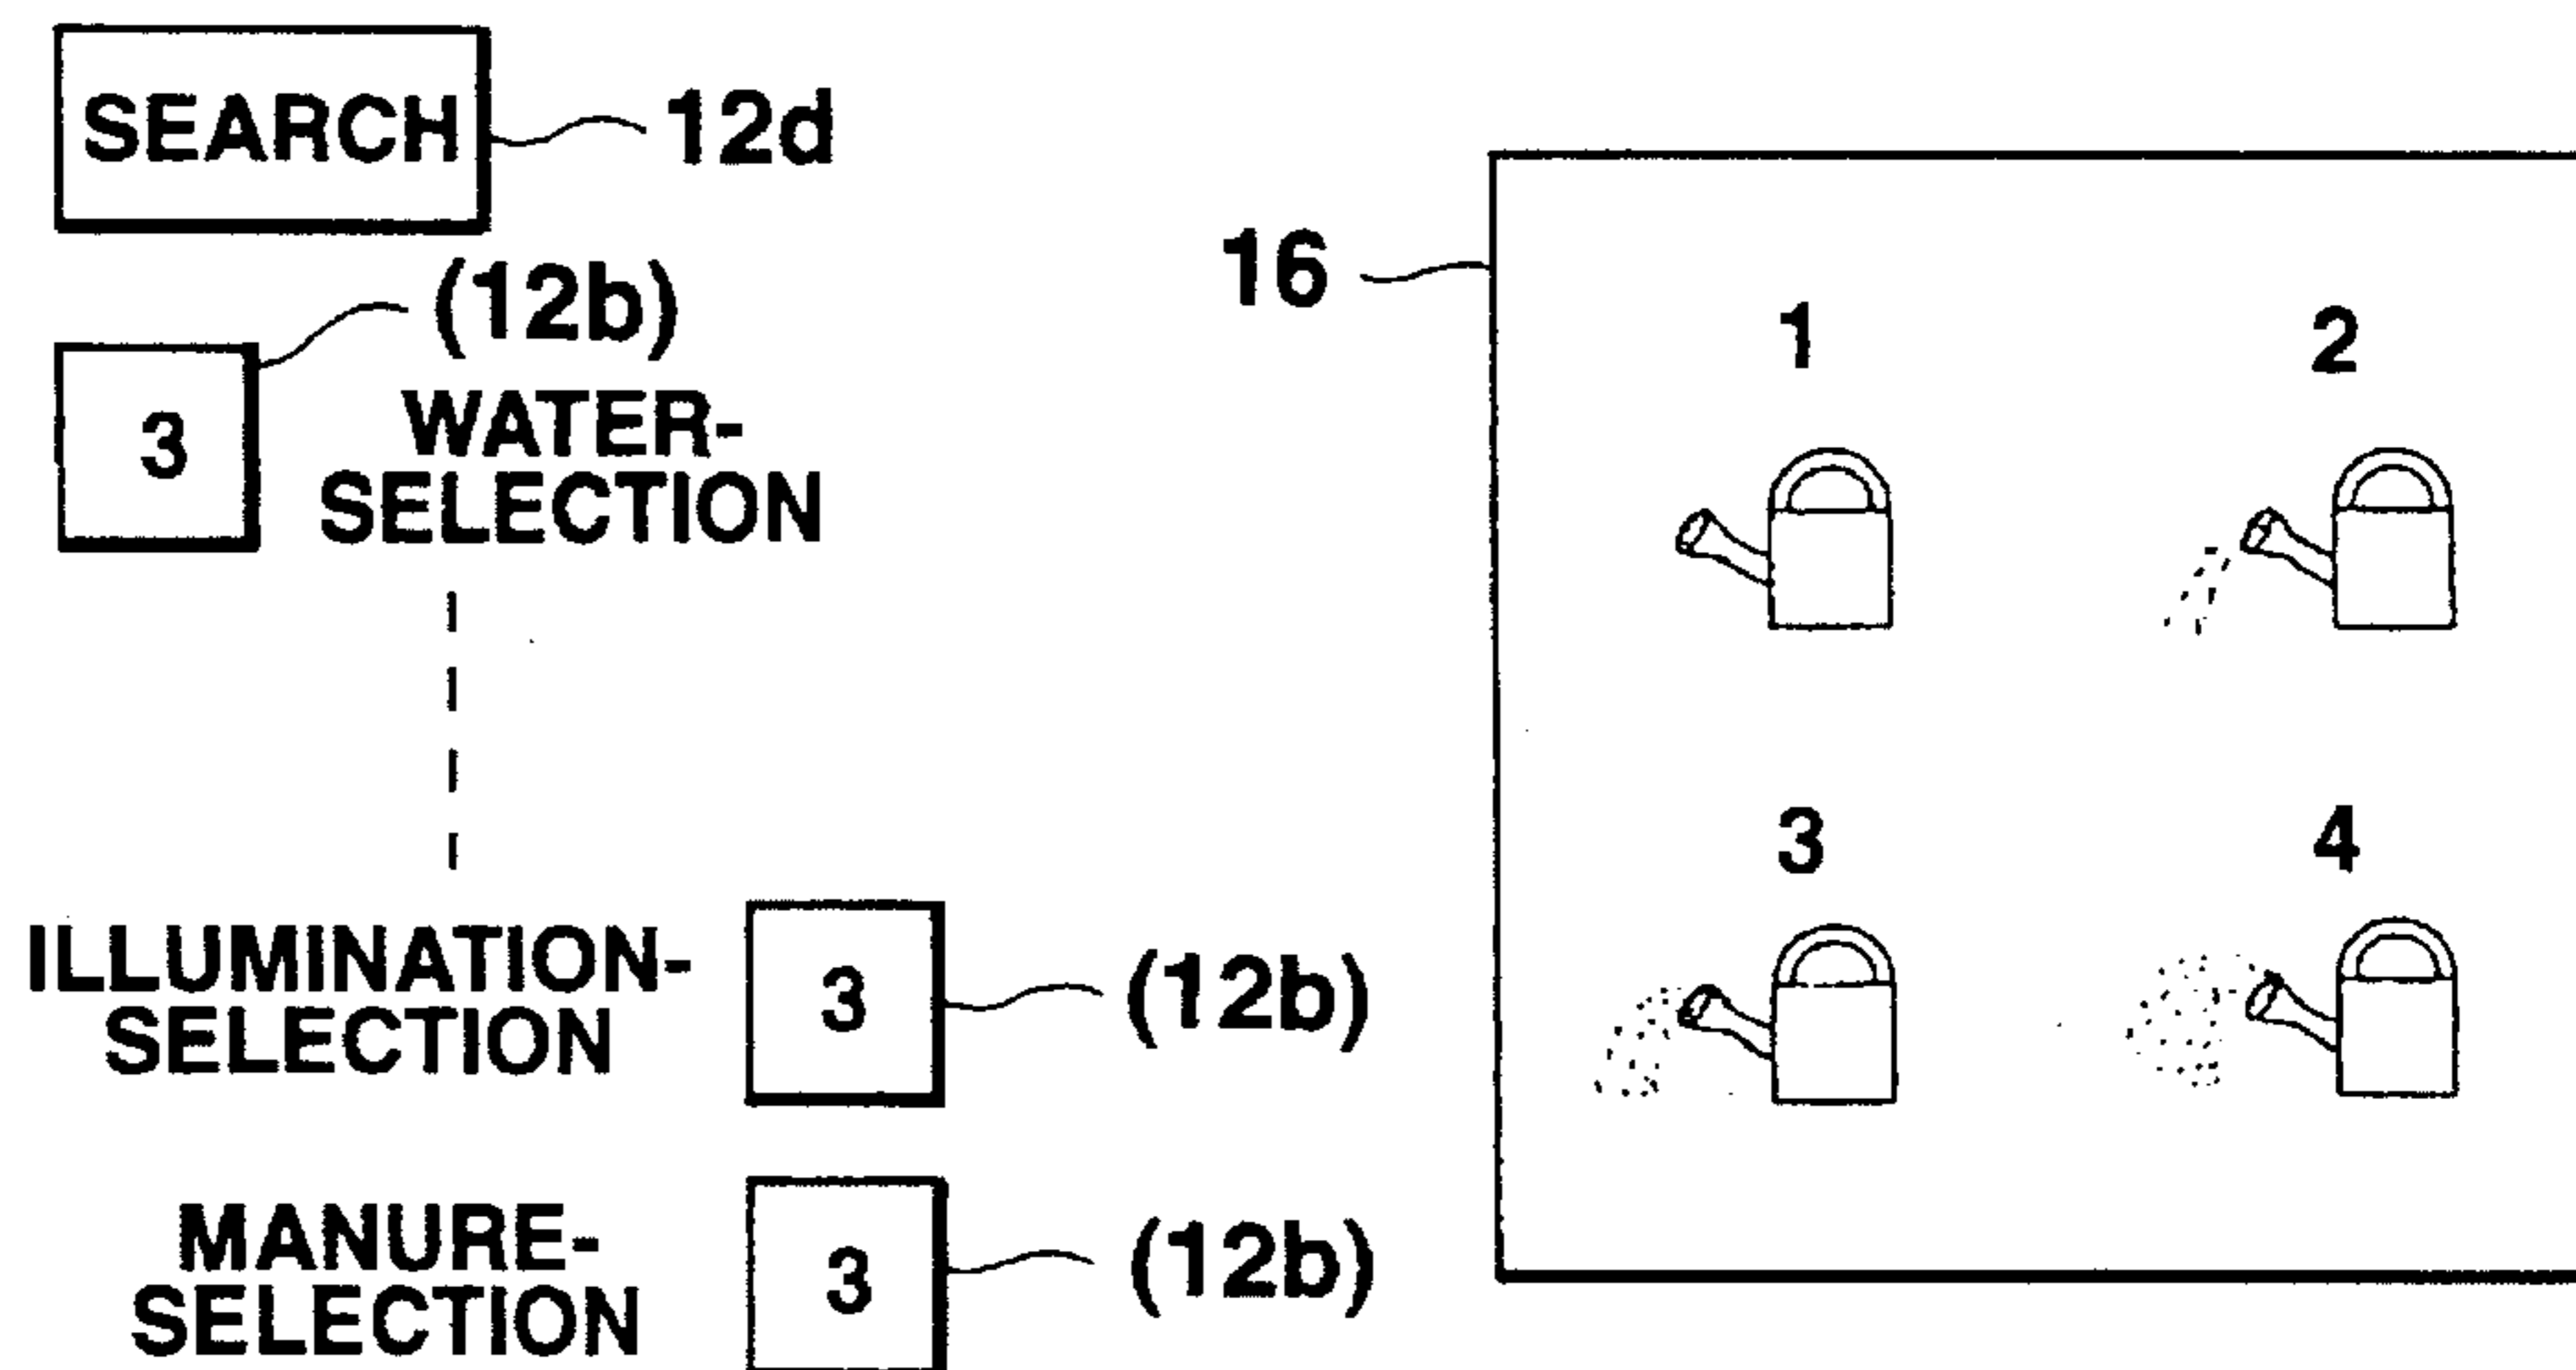 SEARCH 12d
(12b)
3 WATER-
SELECTION
ILLUMINATION-
SELECTION 3 (12b)
MANURE-
SELECTION 3 (12b)
16
1 2
3 4